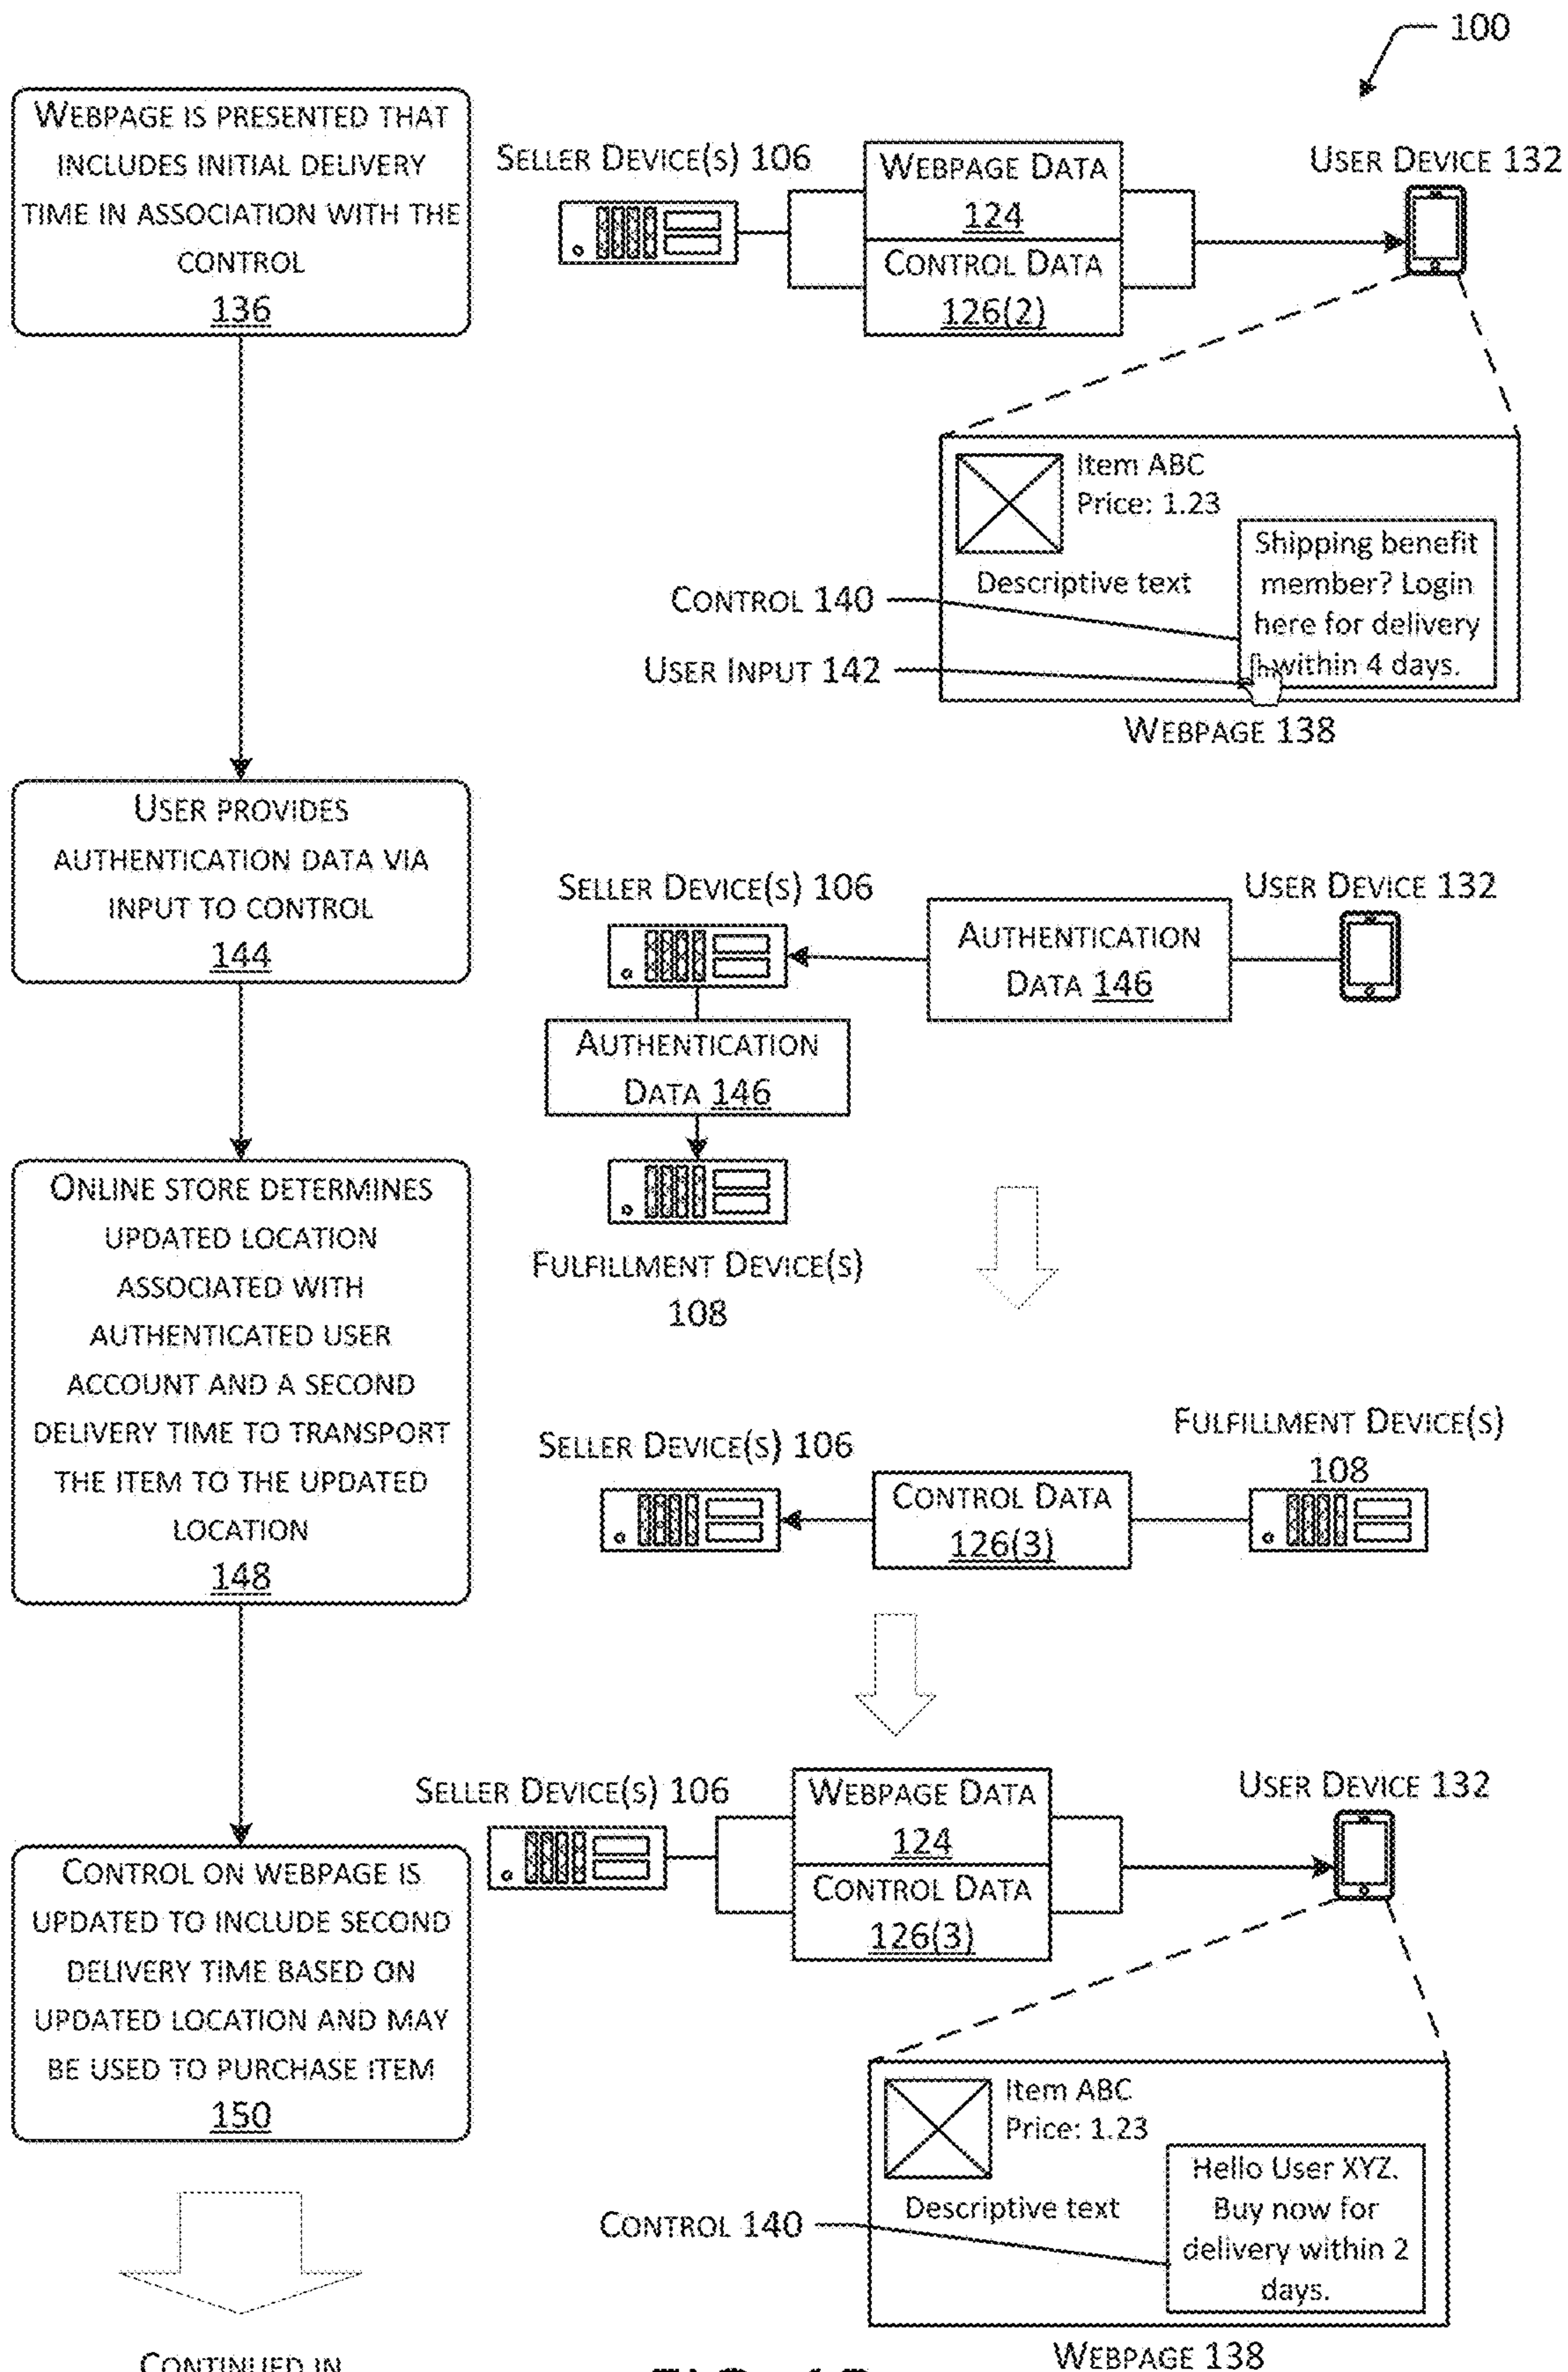 100
WEBPAGE IS PRESENTED THAT
INCLUDES INITIAL DELIVERY
TIME IN ASSOCIATION WITH THE
CONTROL
136
SELLER DEVICE(S) 106
WEBPAGE DATA
124
CONTROL DATA
126(2)
USER DEVICE 132
Item ABC
Price: 1.23
Descriptive text
Shipping benefit
member? Login
here for delivery
within 4 days.
CONTROL 140
USER INPUT 142
WEBPAGE 138
USER PROVIDES
AUTHENTICATION DATA VIA
INPUT TO CONTROL
144
SELLER DEVICE(S) 106
AUTHENTICATION
DATA 146
USER DEVICE 132
AUTHENTICATION
DATA 146
FULFILLMENT DEVICE(S)
108
ONLINE STORE DETERMINES
UPDATED LOCATION
ASSOCIATED WITH
AUTHENTICATED USER
ACCOUNT AND A SECOND
DELIVERY TIME TO TRANSPORT
THE ITEM TO THE UPDATED
LOCATION
148
SELLER DEVICE(S) 106
CONTROL DATA
126(3)
FULFILLMENT DEVICE(S)
108
CONTROL ON WEBPAGE IS
UPDATED TO INCLUDE SECOND
DELIVERY TIME BASED ON
UPDATED LOCATION AND MAY
BE USED TO PURCHASE ITEM
150
SELLER DEVICE(S) 106
WEBPAGE DATA
124
CONTROL DATA
126(3)
USER DEVICE 132
Item ABC
Price: 1.23
Descriptive text
Hello User XYZ.
Buy now for
delivery within 2
days.
CONTROL 140
WEBPAGE 138
CONTINUED IN